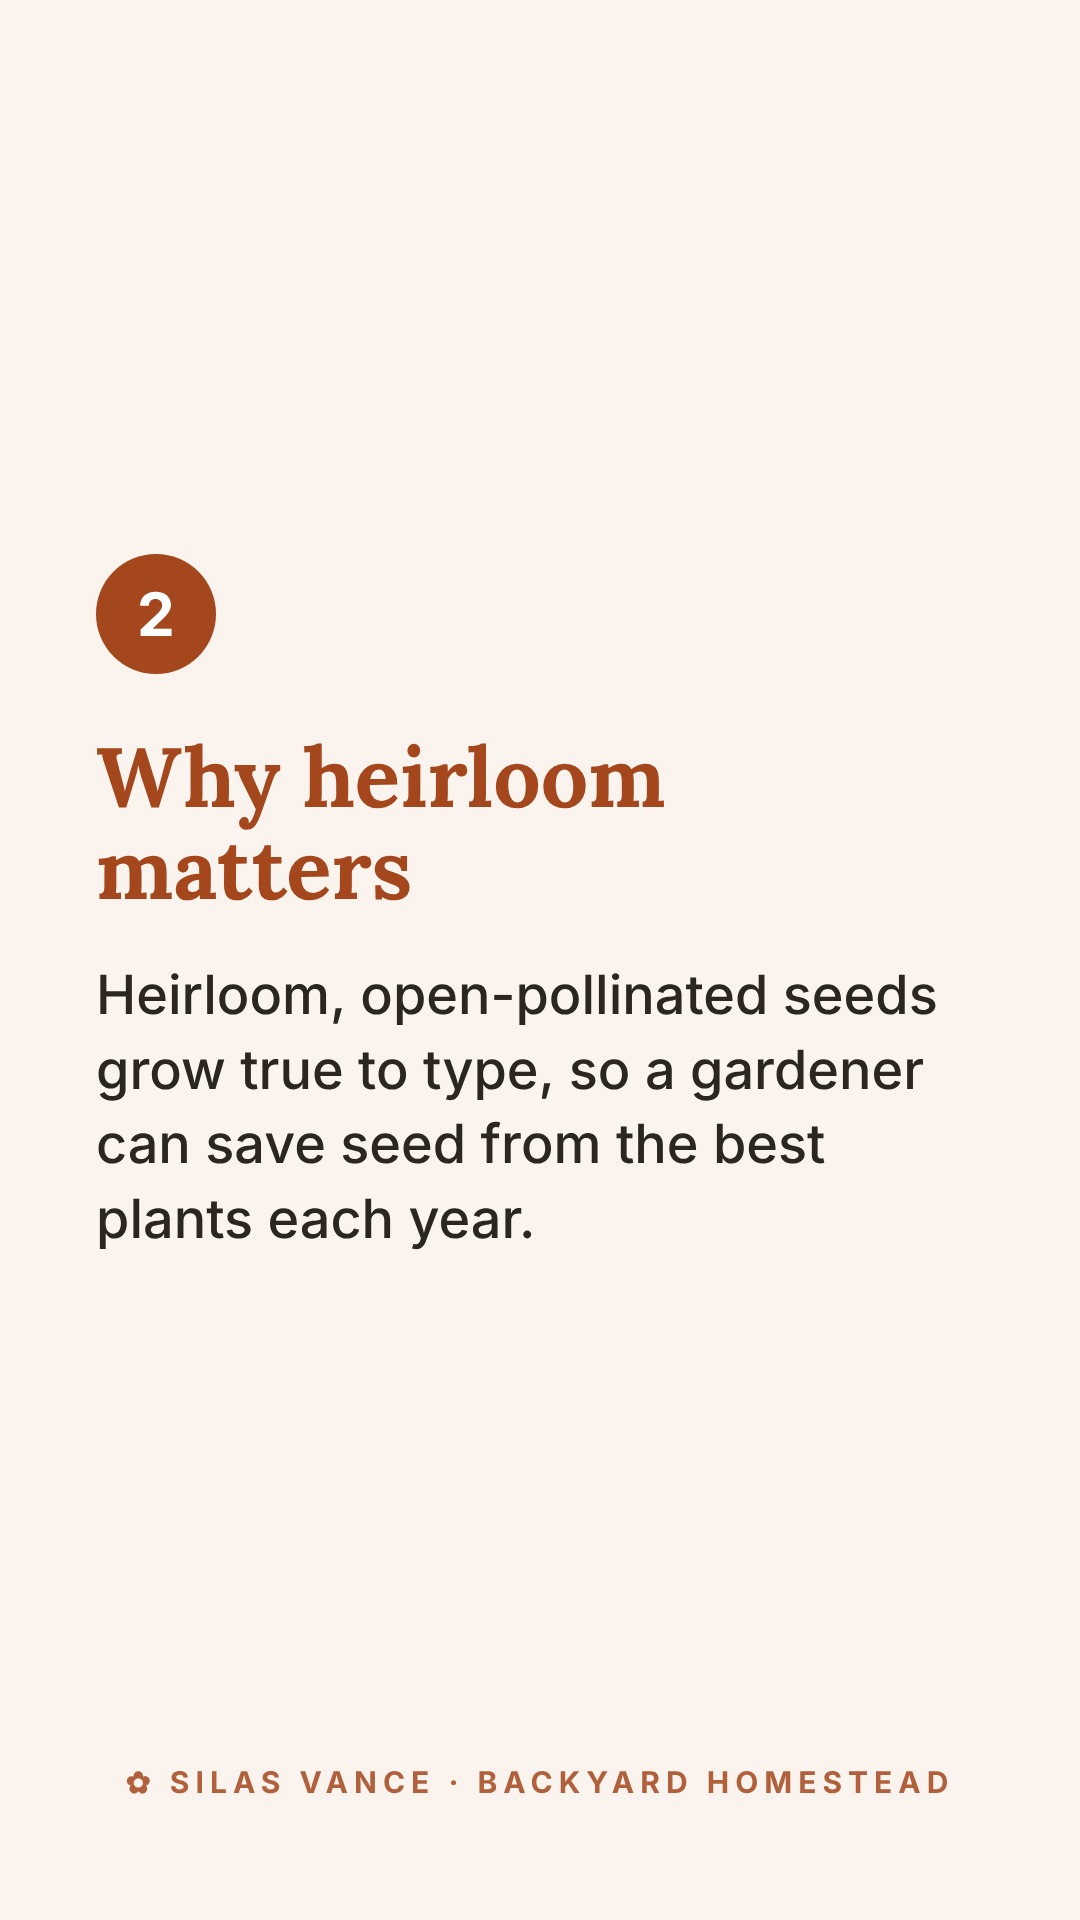 2
Why heirloom
matters
Heirloom, open-pollinated seeds
grow true to type, so a gardener
can save seed from the best
plants each year.
✿ SILAS VANCE · BACKYARD HOMESTEAD